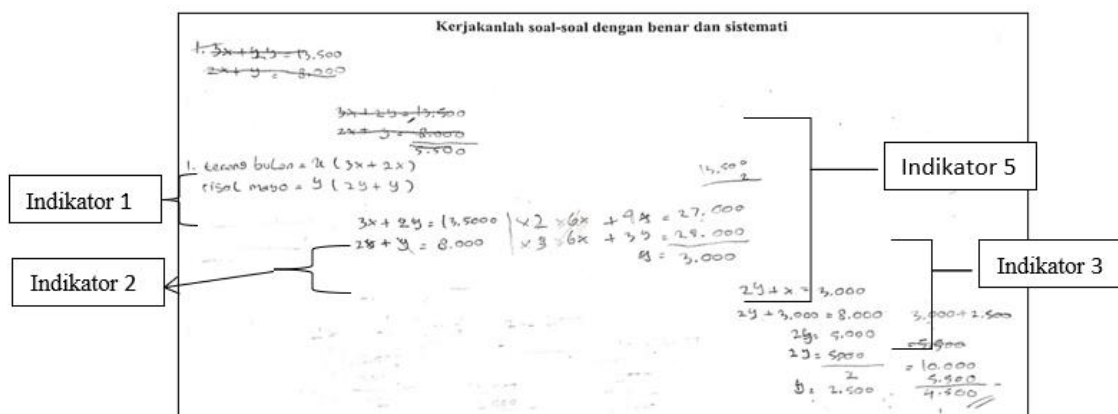 Kerjakanlah soal-soal dengan benar dan sistemati
1. 3x + 2y = 13.500
2x + y = 8.000
3x + 2y = 13.500
2x + y = 8.000
5.500
1. terang bulan = x (3x + 2x)
risol mayo = y (2y + y)
13.500
2
3x + 2y = 13.5000 | x2 6x + 4y = 27.000
2x + y = 8.000 | x3 6x + 3y = 24.000
y = 3.000
2y + x = 3.000
2y + 3.000 = 8.000
2y = 5.000
2y = 5000
2
y = 2.500
3.000 + 2.500
= 5.500
= 10.000
5.500
4.500
Indikator 1
Indikator 2
Indikator 5
Indikator 3